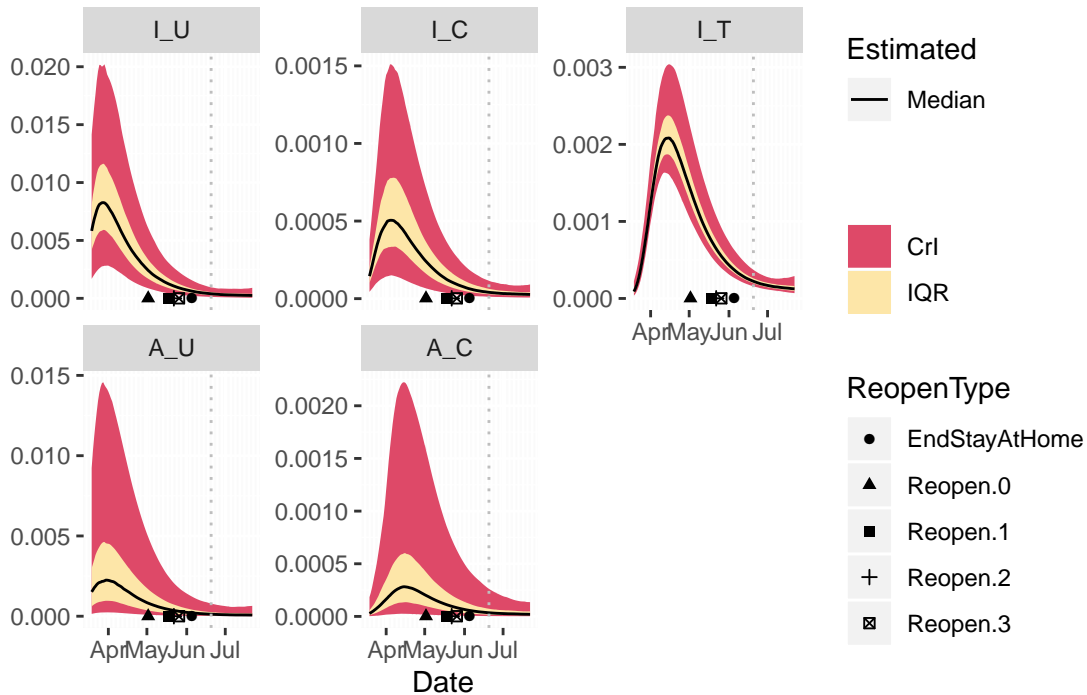 I_U I_C I_T
0.020
0.015
0.010
0.005
0.000
0.0015
0.0010
0.0005
0.0000
0.003
0.002
0.001
0.000
Apr May Jun Jul
A_U A_C
0.015
0.010
0.005
0.000
0.0020
0.0015
0.0010
0.0005
0.0000
Apr May Jun Jul
Apr May Jun Jul
Date
Estimated
Median
CrI
IQR
ReopenType
EndStayAtHome
Reopen.0
Reopen.1
Reopen.2
Reopen.3